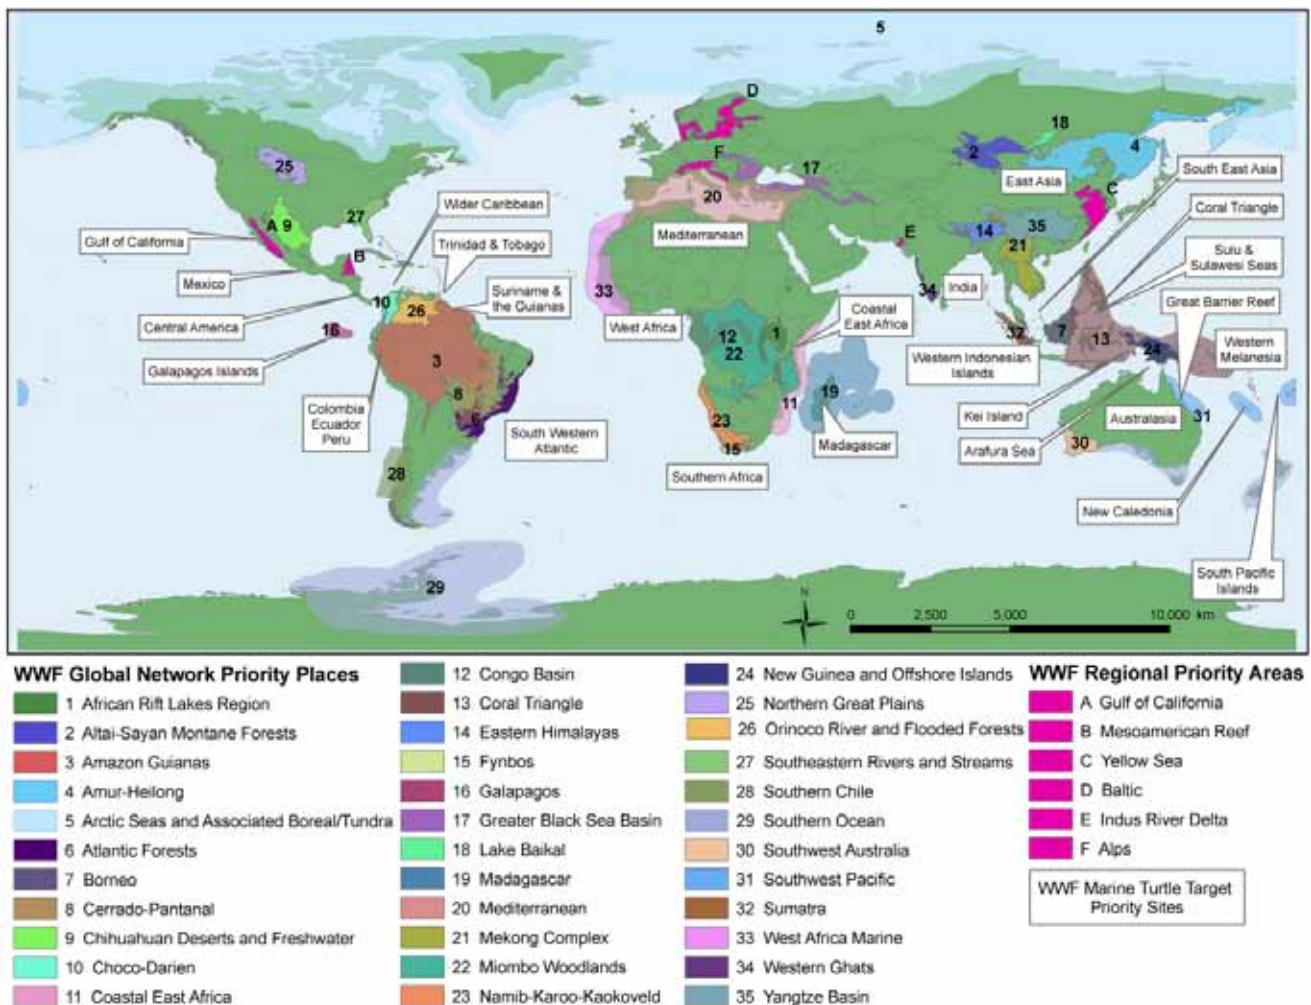 5
D
18
25
2
4
F
17
South East Asia
East Asia
C
Wider Caribbean
20
Coral Triangle
27
A 9
E
35
Gulf of California
Trinidad & Tobago
Mediterranean
14
21
Sulu &
Sulawesi Seas
B
Mexico
Suriname &
the Guianas
33
34
India
Great Barrier Reef
10
26
Coastal
East Africa
16
Central America
West Africa
12
1
32
7
13
24
Western
Melanesia
22
Western Indonesian
Islands
Galapagos Islands
3
8
19
11
Kei Island
Colombia
Ecuador
Peru
6
23
Australasia
31
South Western
Atlantic
15
Madagascar
Arafura Sea
30
28
Southern Africa
New Caledonia
South Pacific
Islands
29
N
0 2,500 5,000 10,000 km
WWF Global Network Priority Places
1 African Rift Lakes Region
2 Altai-Sayan Montane Forests
3 Amazon Guianas
4 Amur-Heilong
5 Arctic Seas and Associated Boreal/Tundra
6 Atlantic Forests
7 Borneo
8 Cerrado-Pantanal
9 Chihuahuan Deserts and Freshwater
10 Choco-Darien
11 Coastal East Africa
12 Congo Basin
13 Coral Triangle
14 Eastern Himalayas
15 Fynbos
16 Galapagos
17 Greater Black Sea Basin
18 Lake Baikal
19 Madagascar
20 Mediterranean
21 Mekong Complex
22 Miombo Woodlands
23 Namib-Karoo-Kaokoveld
24 New Guinea and Offshore Islands
25 Northern Great Plains
26 Orinoco River and Flooded Forests
27 Southeastern Rivers and Streams
28 Southern Chile
29 Southern Ocean
30 Southwest Australia
31 Southwest Pacific
32 Sumatra
33 West Africa Marine
34 Western Ghats
35 Yangtze Basin
WWF Regional Priority Areas
A Gulf of California
B Mesoamerican Reef
C Yellow Sea
D Baltic
E Indus River Delta
F Alps
WWF Marine Turtle Target
Priority Sites